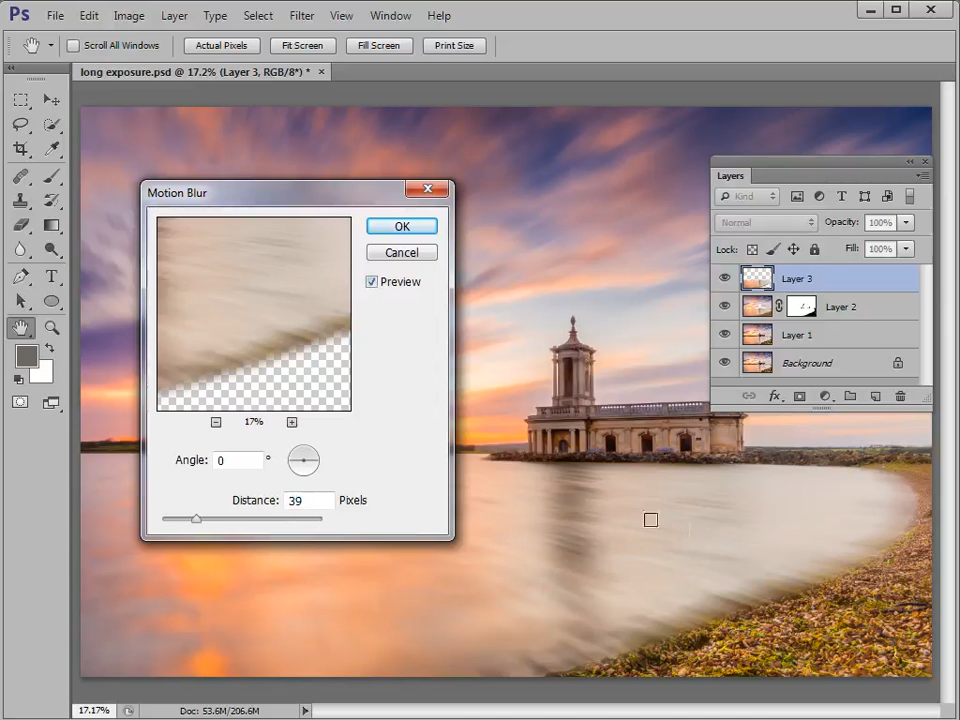 Ps File Edit Image Layer Type Select Filter View Window Help
Scroll All Windows Actual Pixels Fit Screen Fill Screen Print Size
long exposure.psd @ 17.2% (Layer 3, RGB/8*) * ×
Motion Blur
OK
Cancel
Preview
17%
Angle: 0 °
Distance: 39 Pixels
Layers
Kind
Normal Opacity: 100%
Lock: Fill: 100%
Layer 3
Layer 2
Layer 1
Background
fx
17.17% Doc: 53.6M/206.6M